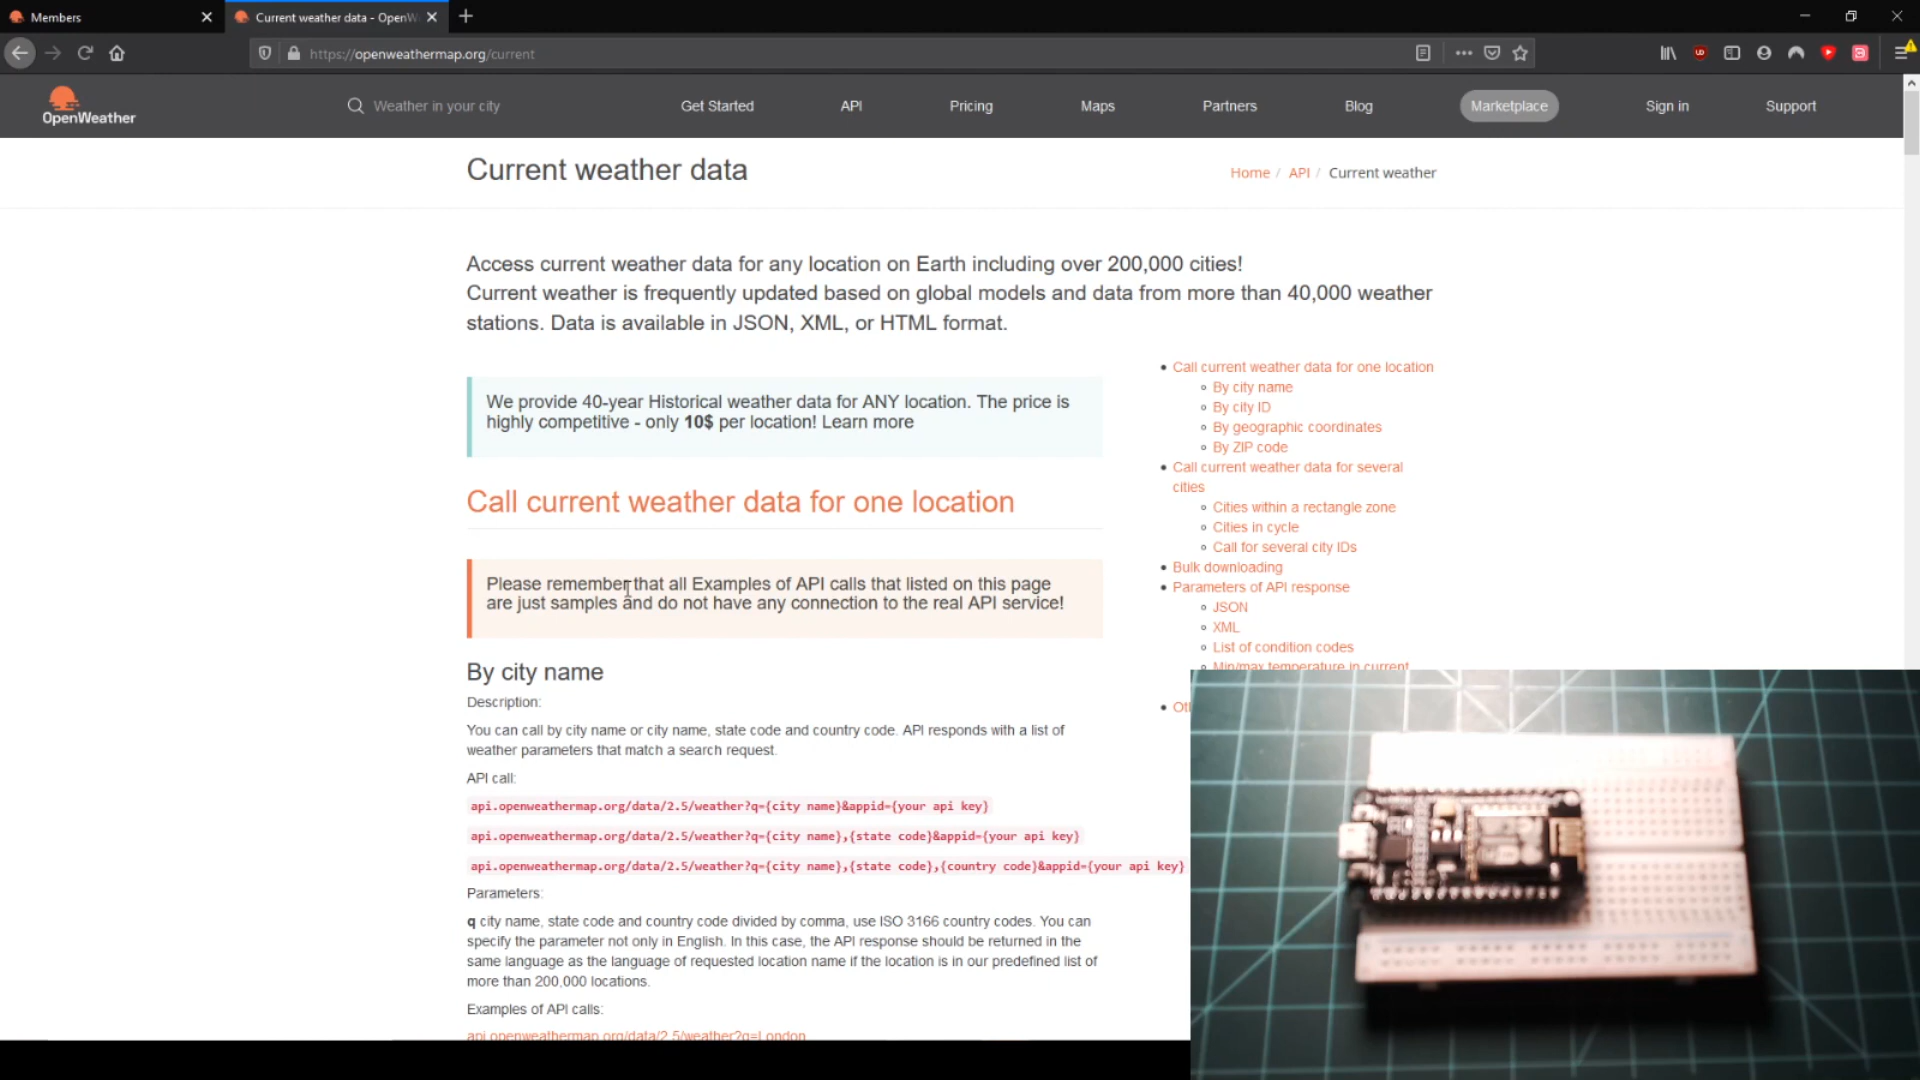 Members
Current weather data - OpenW
https://openweathermap.org/current
OpenWeather
Weather in your city
Get Started
API
Pricing
Maps
Partners
Blog
Marketplace
Sign in
Support
Current weather data
Home / API / Current weather
Access current weather data for any location on Earth including over 200,000 cities!
Current weather is frequently updated based on global models and data from more than 40,000 weather
stations. Data is available in JSON, XML, or HTML format.
We provide 40-year Historical weather data for ANY location. The price is
highly competitive - only 10$ per location! Learn more
Call current weather data for one location
Please remember that all Examples of API calls that listed on this page
are just samples and do not have any connection to the real API service!
By city name
Description:
You can call by city name or city name, state code and country code. API responds with a list of
weather parameters that match a search request.
API call:
api.openweathermap.org/data/2.5/weather?q={city name}&appid={your api key}
api.openweathermap.org/data/2.5/weather?q={city name},{state code}&appid={your api key}
api.openweathermap.org/data/2.5/weather?q={city name},{state code},{country code}&appid={your api key}
Parameters:
q city name, state code and country code divided by comma, use ISO 3166 country codes. You can
specify the parameter not only in English. In this case, the API response should be returned in the
same language as the language of requested location name if the location is in our predefined list of
more than 200,000 locations.
Examples of API calls:
api.openweathermap.org/data/2.5/weather?q=London
Call current weather data for one location
By city name
By city ID
By geographic coordinates
By ZIP code
Call current weather data for several
cities
Cities within a rectangle zone
Cities in cycle
Call for several city IDs
Bulk downloading
Parameters of API response
JSON
XML
List of condition codes
Min/max temperature in current